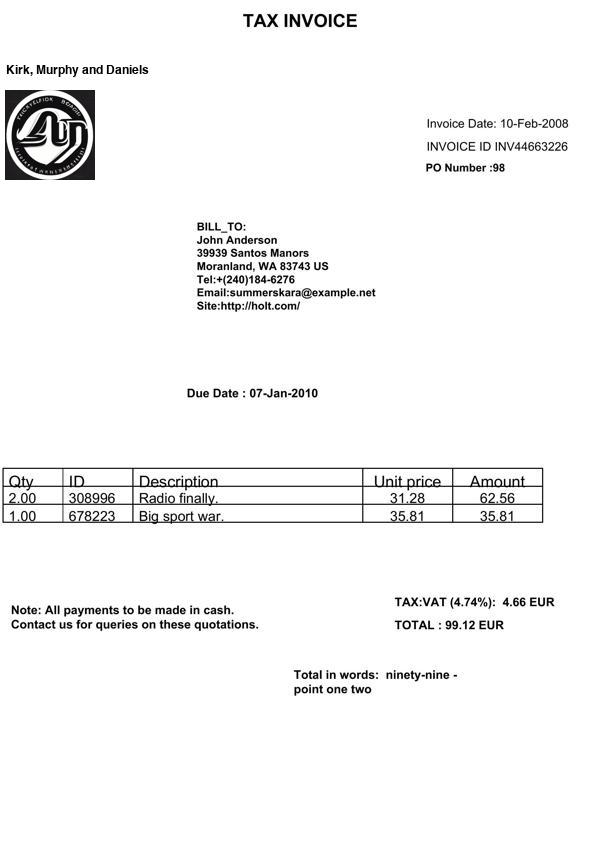 TAX INVOICE
Kirk, Murphy and Daniels
Invoice Date: 10-Feb-2008
INVOICE ID INV44663226
PO Number :98
BILL_TO:
John Anderson
39939 Santos Manors
Moranland, WA 83743 US
Tel:+(240)184-6276
Email:summerskara@example.net
Site:http://holt.com/
Due Date : 07-Jan-2010
Qty ID Description Unit price Amount
2.00 308996 Radio finally. 31.28 62.56
1.00 678223 Big sport war. 35.81 35.81
TAX:VAT (4.74%): 4.66 EUR
Note: All payments to be made in cash.
Contact us for queries on these quotations.
TOTAL : 99.12 EUR
Total in words: ninety-nine -
point one two